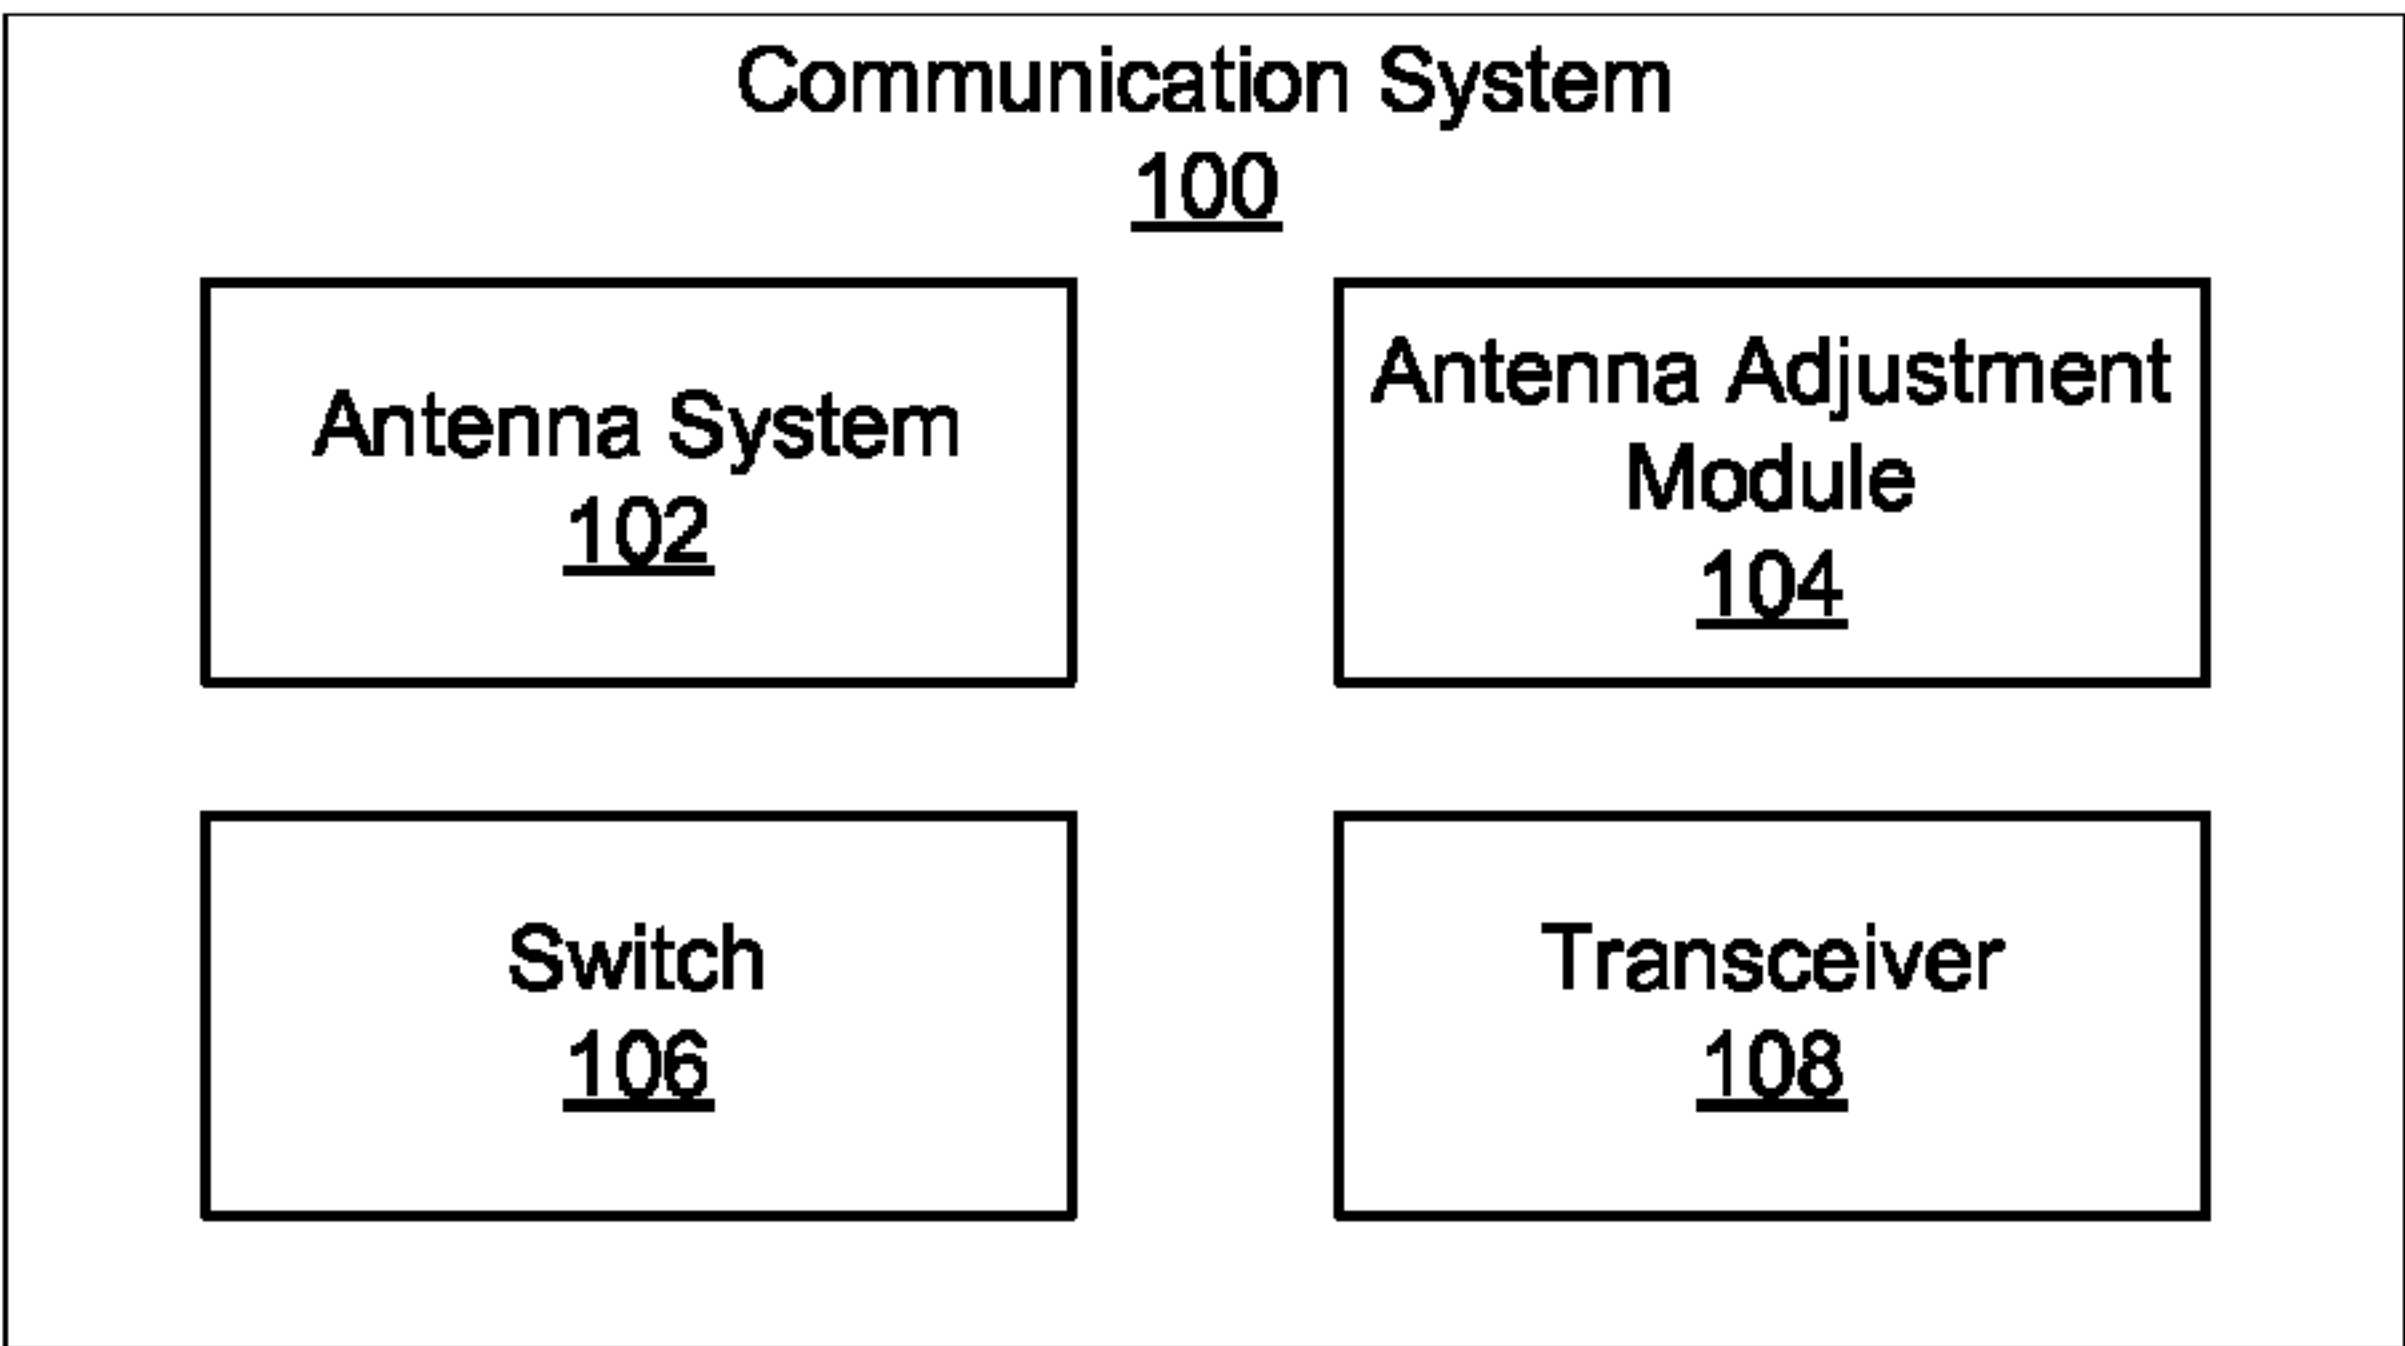 Communication System
100
Antenna System
102
Antenna Adjustment
Module
104
Switch
106
Transceiver
108